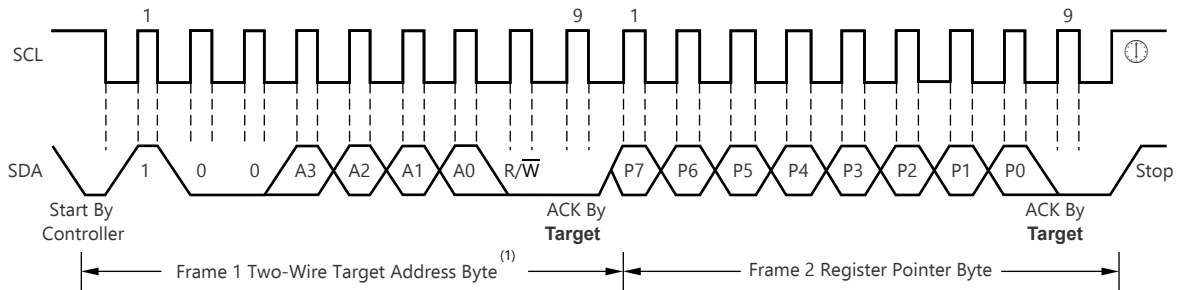 1 9 1 9
SCL
SDA 1 0 0 A3 A2 A1 A0 R/W̅ P7 P6 P5 P4 P3 P2 P1 P0 Stop
Start By
Controller
ACK By
Target
ACK By
Target
Frame 1 Two-Wire Target Address Byte (1)
Frame 2 Register Pointer Byte